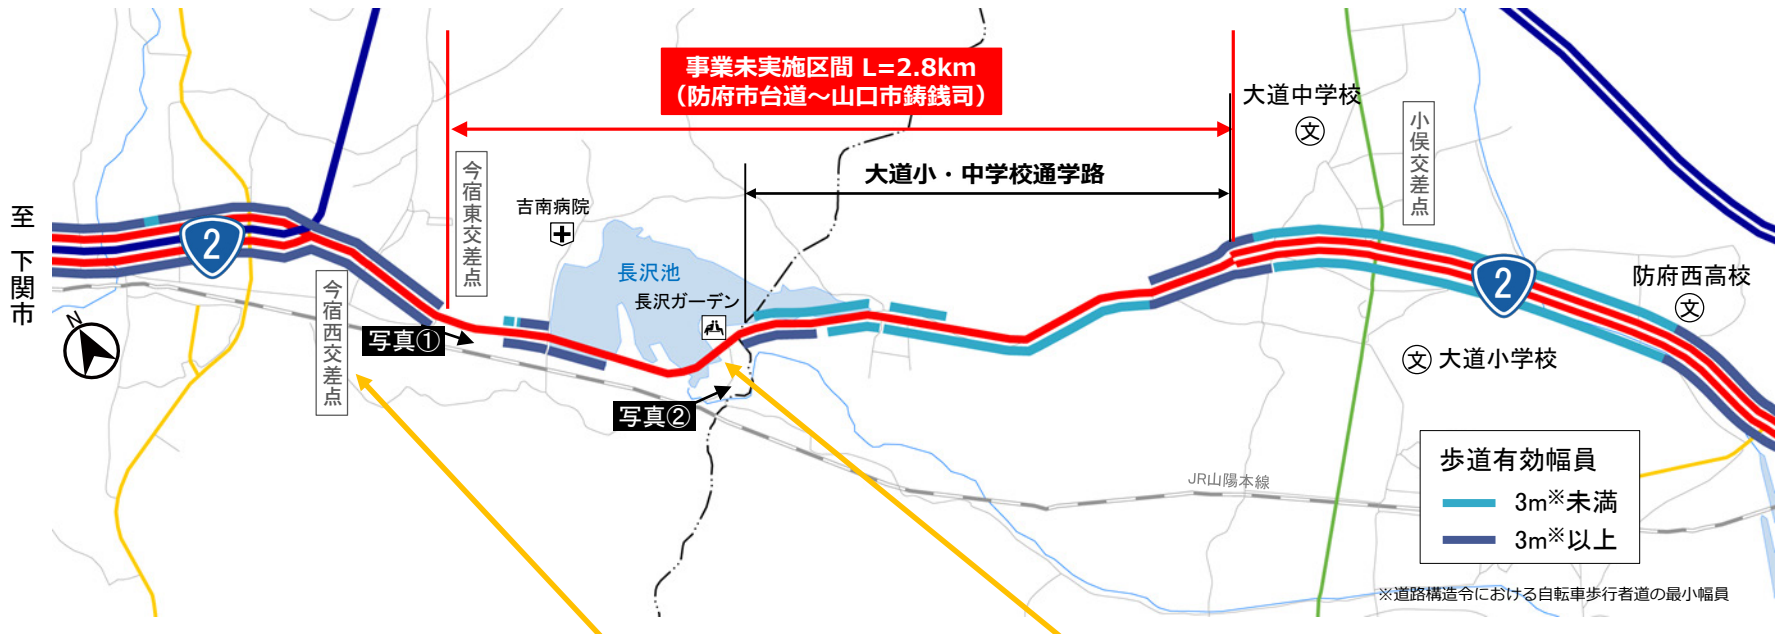 事業未実施区間 L=2.8km
（防府市台道～山口市鋳銭司）
大道中学校
文
小俣交差点
大道小・中学校通学路
今宿東交差点
吉南病院
至 下関市
2
長沢池
長沢ガーデン
2
防府西高校
文
N
今宿西交差点
写真①
文 大道小学校
写真②
JR山陽本線
歩道有効幅員
3m※未満
3m※以上
※道路構造令における自転車歩行者道の最小幅員